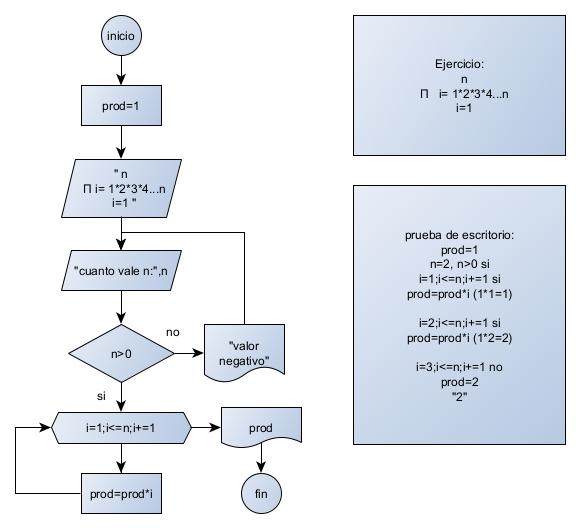 inicio
prod=1
" n
Π i= 1*2*3*4...n
i=1 "
"cuanto vale n:",n
n>0
no
"valor
negativo"
si
i=1;i<=n;i+=1
prod
prod=prod*i
fin
Ejercicio:
n
Π i= 1*2*3*4...n
i=1
prueba de escritorio:
prod=1
n=2, n>0 si
i=1;i<=n;i+=1 si
prod=prod*i (1*1=1)
i=2;i<=n;i+=1 si
prod=prod*i (1*2=2)
i=3;i<=n;i+=1 no
prod=2
"2"